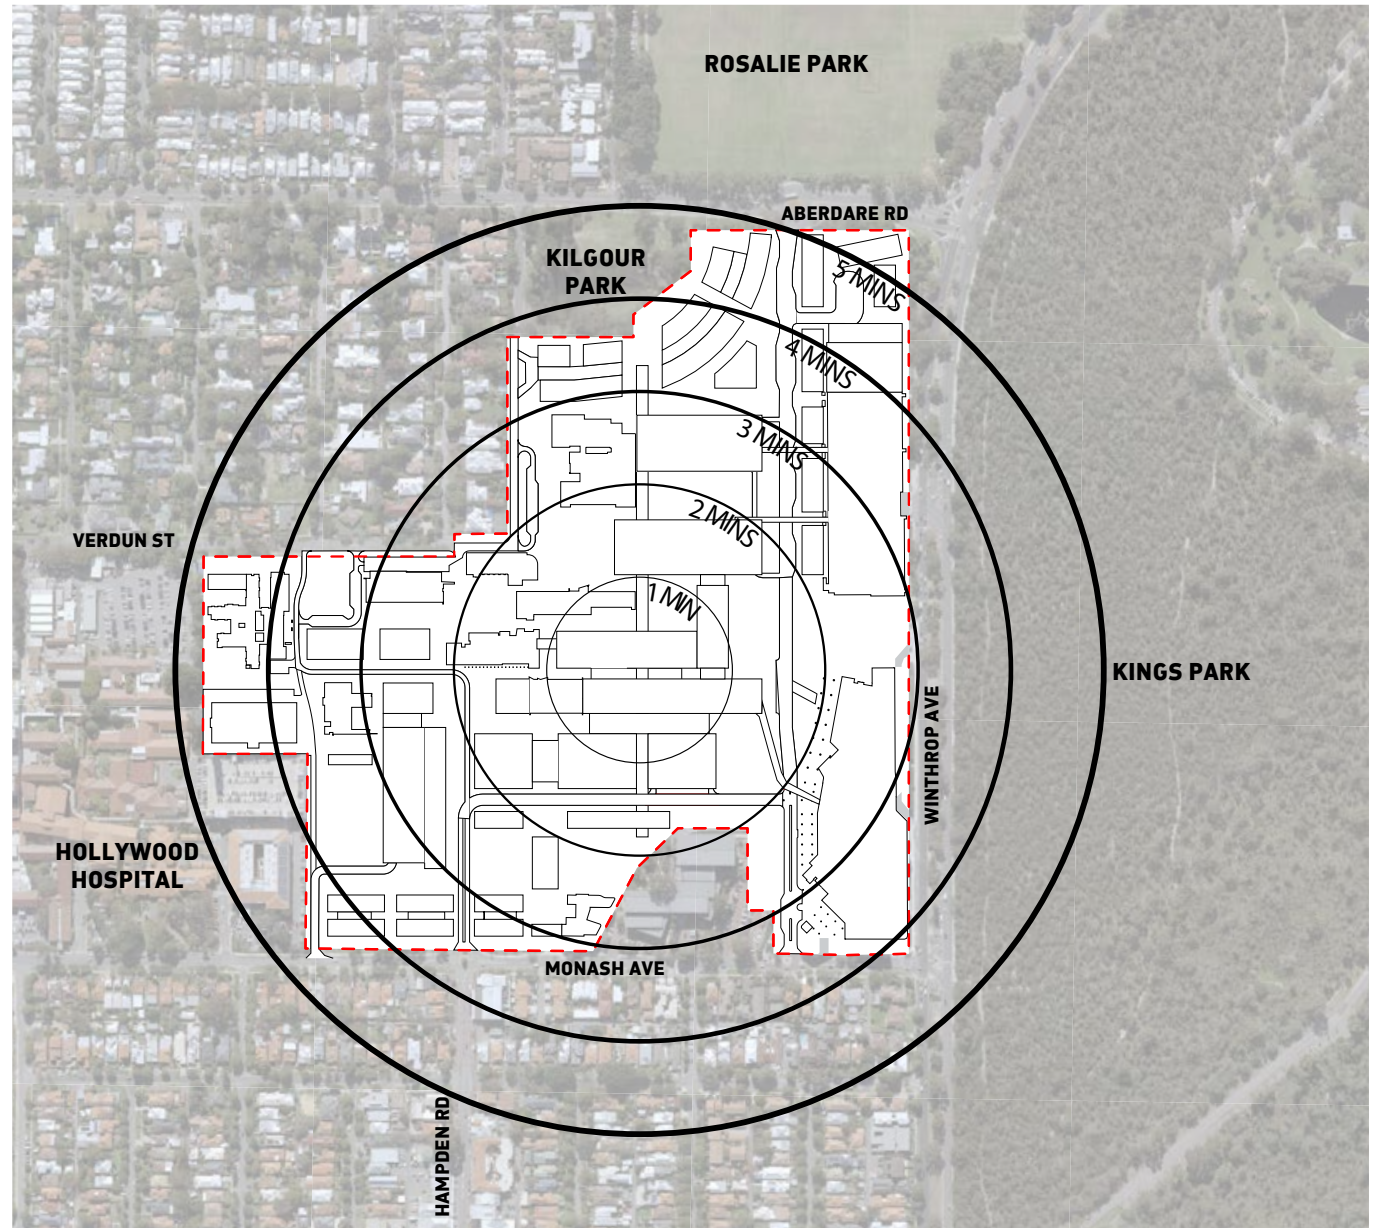 ROSALIE PARK
ABERDARE RD
KILGOUR
PARK
5 MINS
4 MINS
3 MINS
2 MINS
VERDUN ST
1 MIN
KINGS PARK
WINTHROP AVE
HOLLYWOOD
HOSPITAL
MONASH AVE
HAMPDEN RD